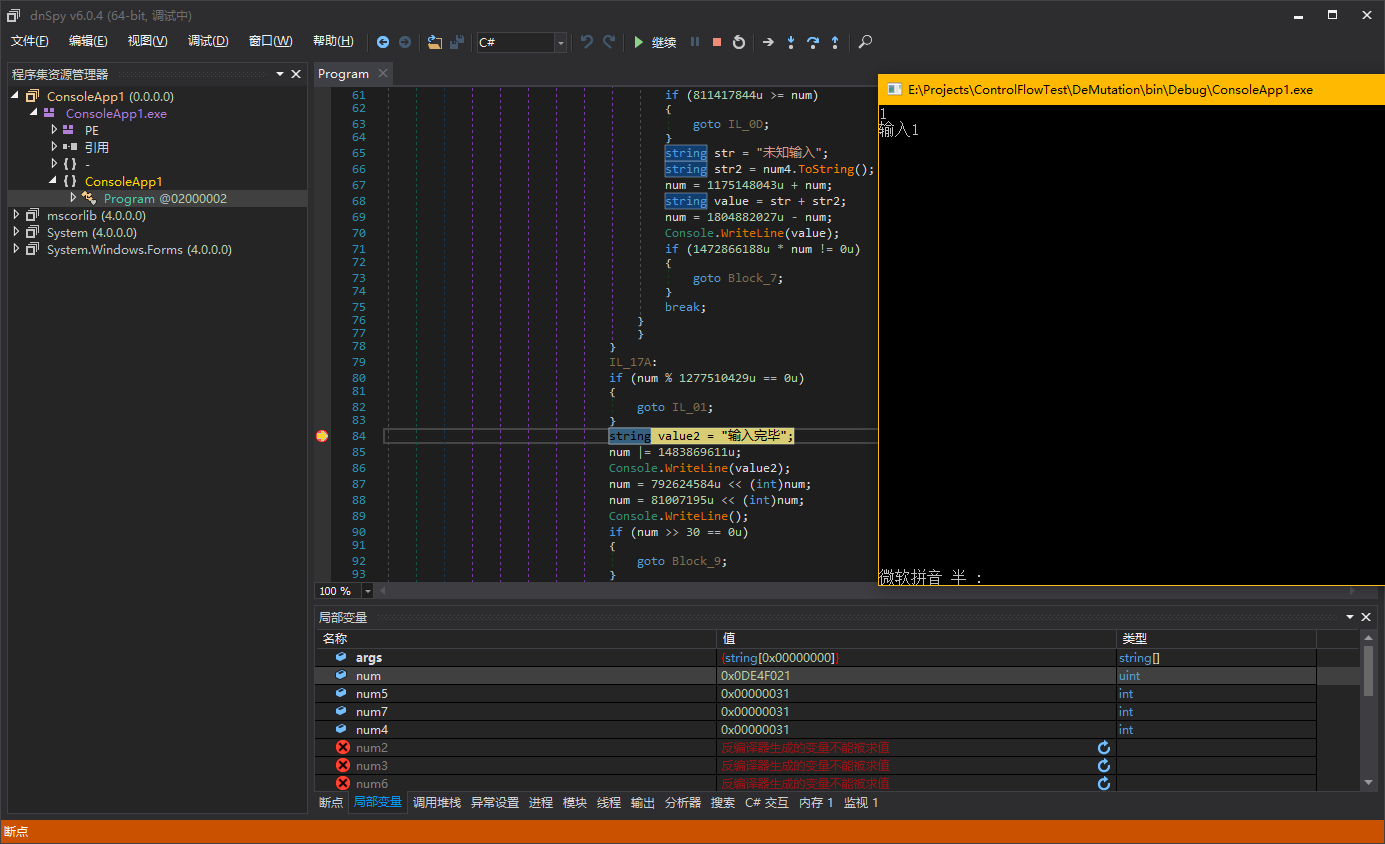 dnSpy v6.0.4 (64-bit, 调试中)
文件(F) 编辑(E) 视图(V) 调试(D) 窗口(W) 帮助(H) C# 继续
程序集资源管理器
ConsoleApp1 (0.0.0.0)
ConsoleApp1.exe
PE
引用
{ } -
{ } ConsoleApp1
Program @02000002
mscorlib (4.0.0.0)
System (4.0.0.0)
System.Windows.Forms (4.0.0.0)
Program
61 if (811417844u >= num)
62 {
63 goto IL_0D;
64 }
65 string str = "未知输入";
66 string str2 = num4.ToString();
67 num = 1175148043u + num;
68 string value = str + str2;
69 num = 1804882027u - num;
70 Console.WriteLine(value);
71 if (1472866188u * num != 0u)
72 {
73 goto Block_7;
74 }
75 break;
76 }
77 }
78 }
79 IL_17A:
80 if (num % 1277510429u == 0u)
81 {
82 goto IL_01;
83 }
84 string value2 = "输入完毕";
85 num |= 1483869611u;
86 Console.WriteLine(value2);
87 num = 792624584u << (int)num;
88 num = 81007195u << (int)num;
89 Console.WriteLine();
90 if (num >> 30 == 0u)
91 {
92 goto Block_9;
93 }
100 %
E:\Projects\ControlFlowTest\DeMutation\bin\Debug\ConsoleApp1.exe
1
输入1
微软拼音 半 :
局部变量
名称 值 类型
args {string[0x00000000]} string[]
num 0x0DE4F021 uint
num5 0x00000031 int
num7 0x00000031 int
num4 0x00000031 int
num2 反编译器生成的变量不能被求值
num3 反编译器生成的变量不能被求值
num6 反编译器生成的变量不能被求值
断点 局部变量 调用堆栈 异常设置 进程 模块 线程 输出 分析器 搜索 C# 交互 内存 1 监视 1
断点